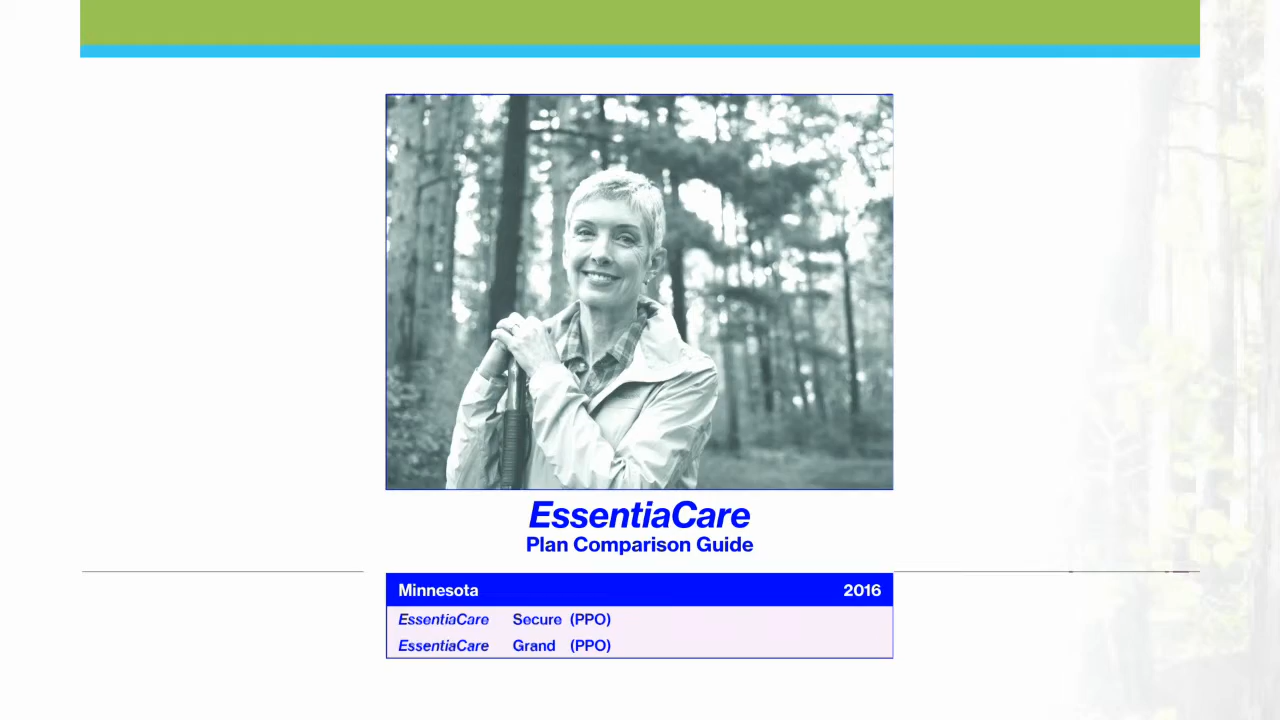 EssentiaCare
Plan Comparison Guide
Minnesota 2016
EssentiaCare Secure (PPO)
EssentiaCare Grand (PPO)